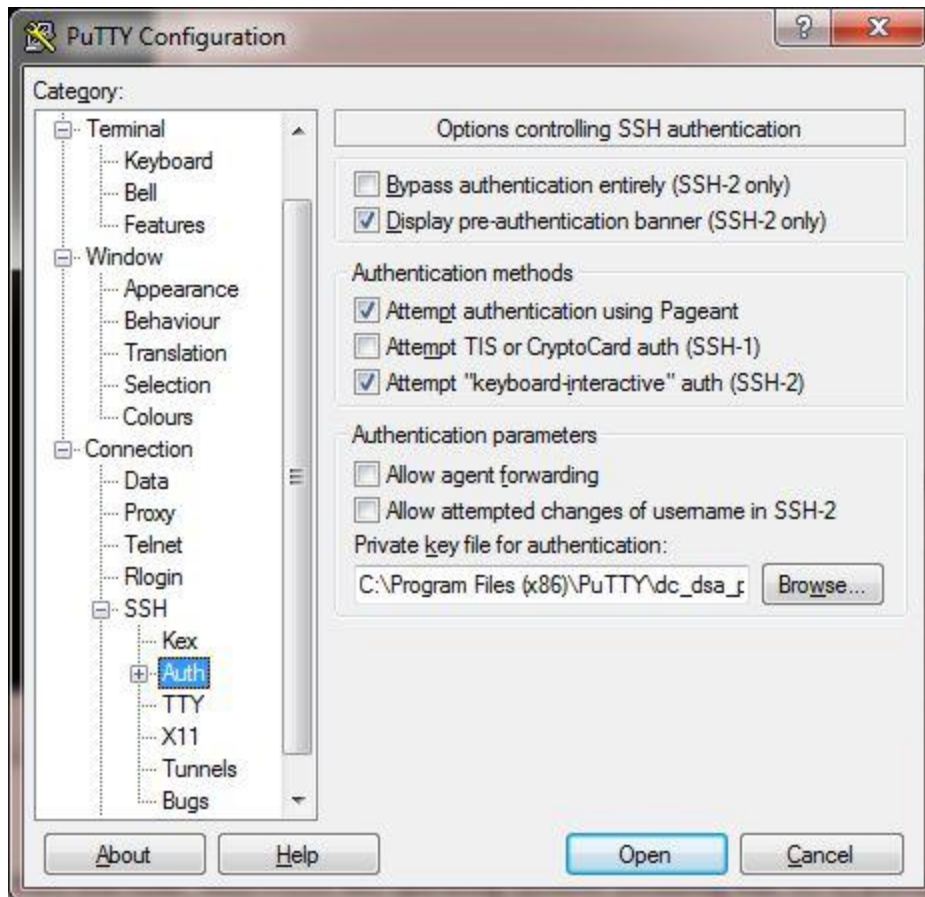 PuTTY Configuration
Category:
Terminal
Keyboard
Bell
Features
Window
Appearance
Behaviour
Translation
Selection
Colours
Connection
Data
Proxy
Telnet
Rlogin
SSH
Kex
Auth
TTY
X11
Tunnels
Bugs
Options controlling SSH authentication
Bypass authentication entirely (SSH-2 only)
Display pre-authentication banner (SSH-2 only)
Authentication methods
Attempt authentication using Pageant
Attempt TIS or CryptoCard auth (SSH-1)
Attempt "keyboard-interactive" auth (SSH-2)
Authentication parameters
Allow agent forwarding
Allow attempted changes of username in SSH-2
Private key file for authentication:
C:\Program Files (x86)\PuTTY\dc_dsa_p
Browse...
About
Help
Open
Cancel